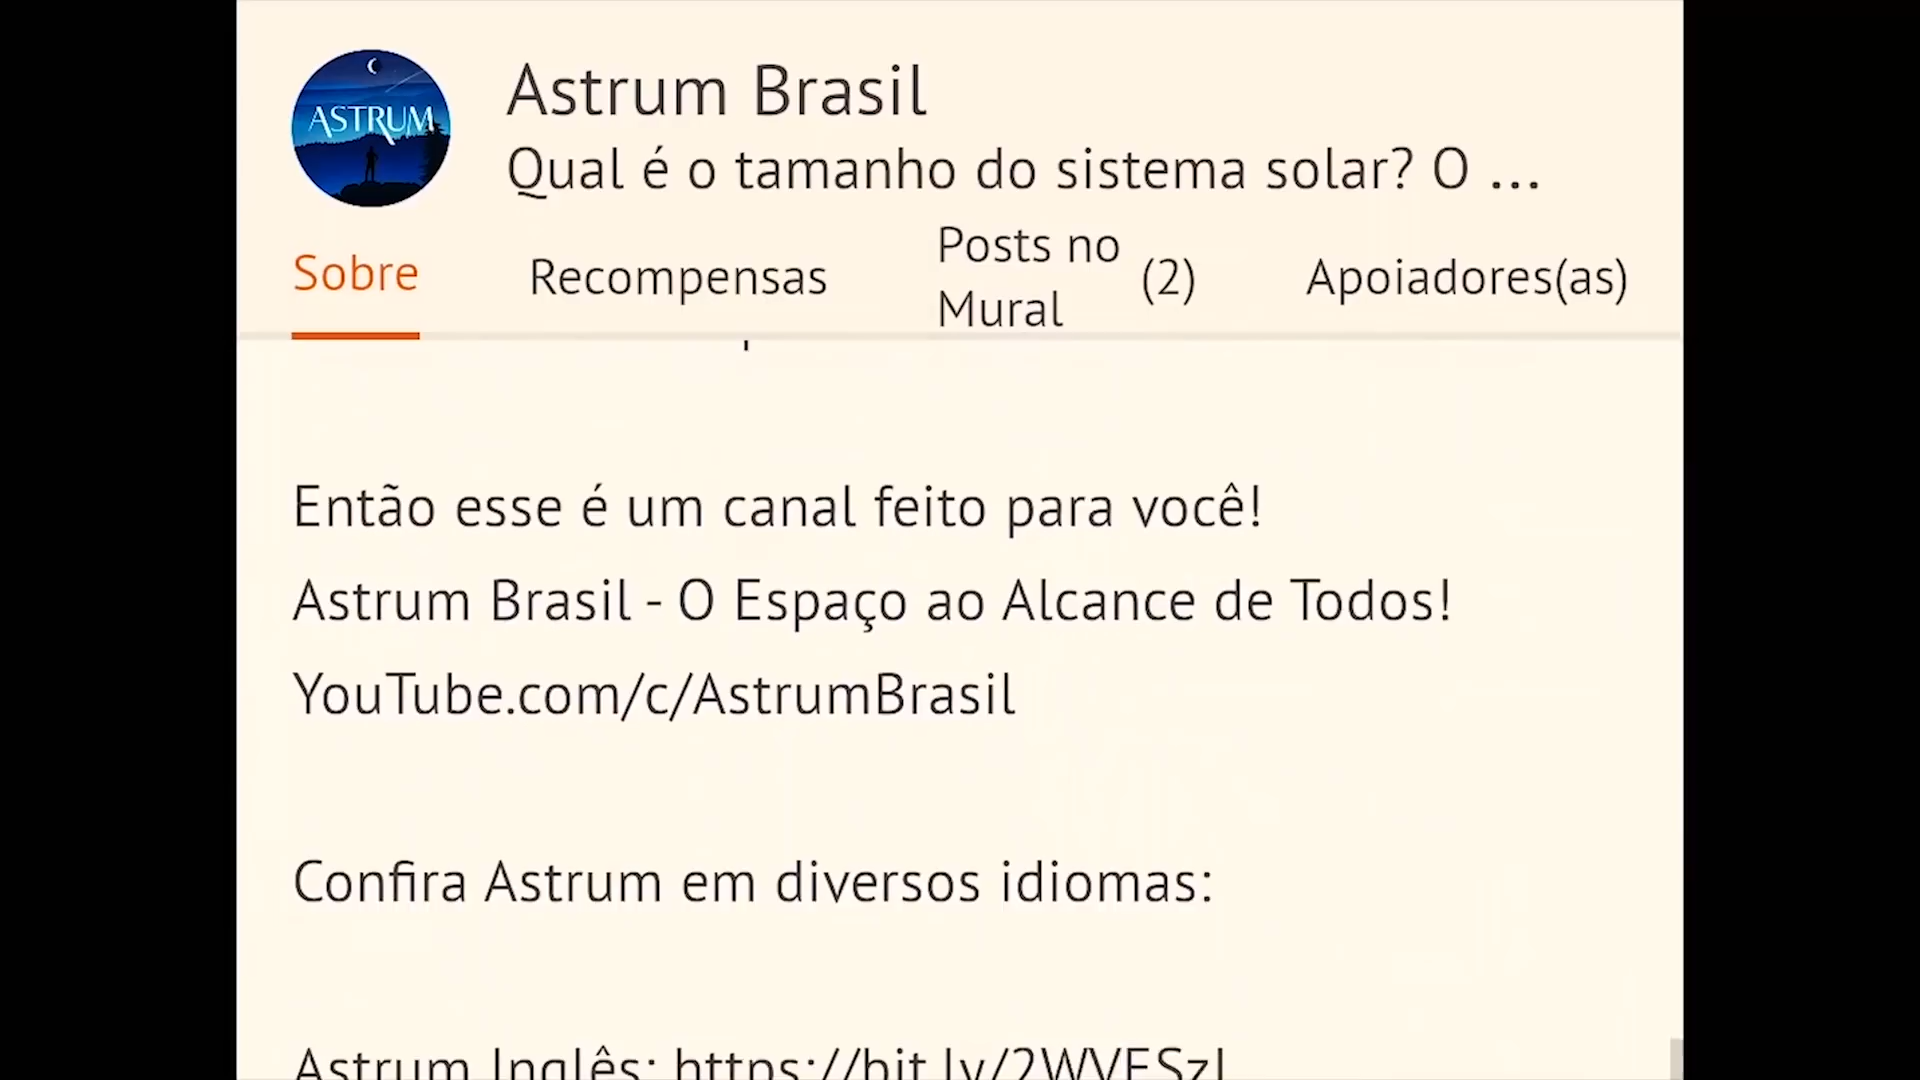 ASTRUM
Astrum Brasil
Qual é o tamanho do sistema solar? O ...
Sobre
Recompensas
Posts no
Mural
(2)
Apoiadores(as)
Então esse é um canal feito para você!
Astrum Brasil - O Espaço ao Alcance de Todos!
YouTube.com/c/AstrumBrasil
Confira Astrum em diversos idiomas:
Astrum Inglês: